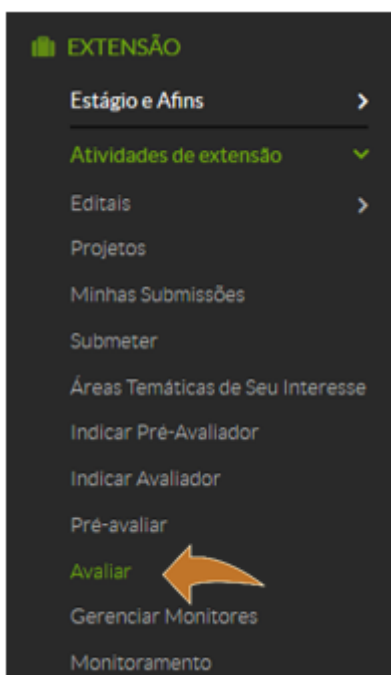 EXTENSÃO
Estágio e Afins
Atividades de extensão
Editais
Projetos
Minhas Submissões
Submeter
Áreas Temáticas de Seu Interesse
Indicar Pré-Avaliador
Indicar Avaliador
Pré-avaliar
Avaliar
Gerenciar Monitores
Monitoramento